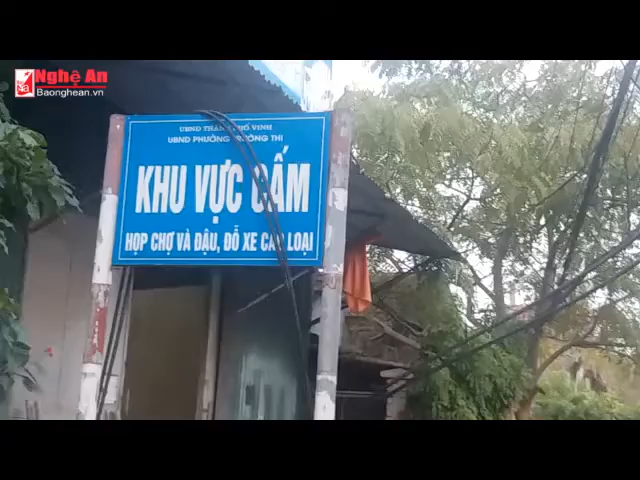 Nghệ An
Baonghean.vn
UBND THÀNH PHỐ VINH
UBND PHƯỜNG TRƯỜNG THI
KHU VỰC CẤM
HỌP CHỢ VÀ ĐẬU, ĐỖ XE CÁC LOẠI